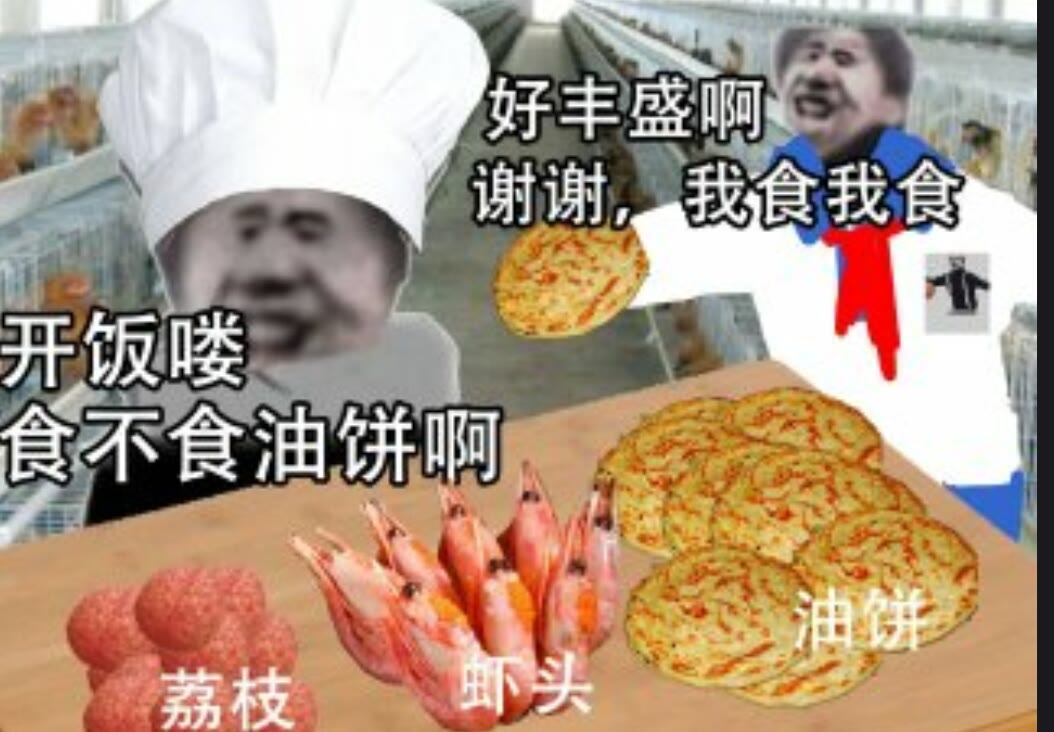 好丰盛啊
谢谢，我食我食
开饭喽
食不食油饼啊
油饼
虾头
荔枝